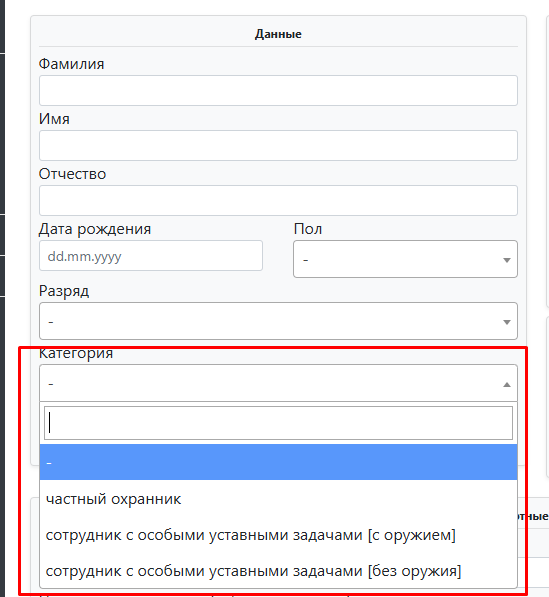 Данные
Фамилия
Имя
Отчество
Дата рождения
Пол
dd.mm.yyyy
-
Разряд
-
Категория
-
-
частный охранник
сотрудник с особыми уставными задачами [с оружием]
сотрудник с особыми уставными задачами [без оружия]